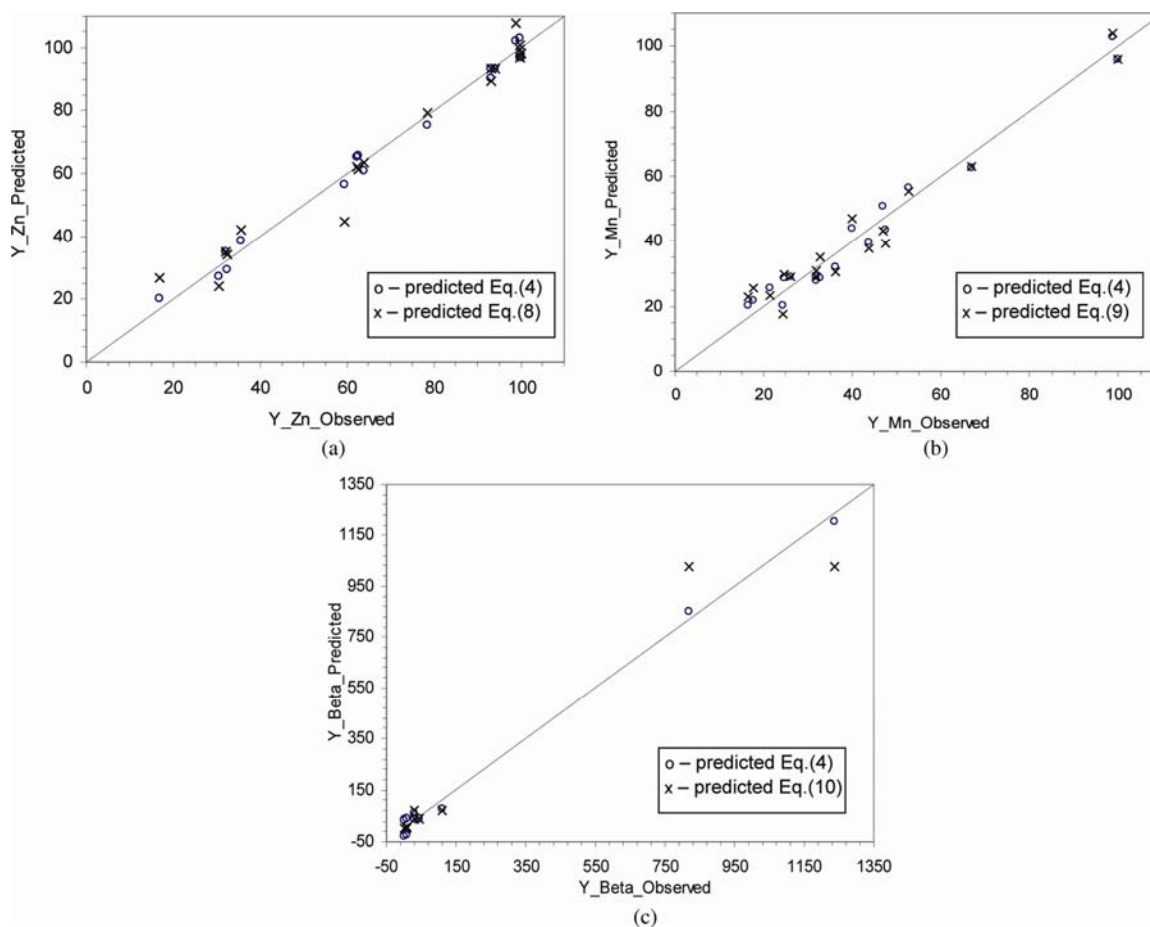 Y_Zn_Predicted
100
80
60
40
20
0
0 20 40 60 80 100
Y_Zn_Observed
o – predicted Eq.(4)
x – predicted Eq.(8)
(a)
Y_Mn_Predicted
100
80
60
40
20
0
0 20 40 60 80 100
Y_Mn_Observed
o – predicted Eq.(4)
x – predicted Eq.(9)
(b)
Y_Beta_Predicted
1350
1150
950
750
550
350
150
-50
-50 150 350 550 750 950 1150 1350
Y_Beta_Observed
o – predicted Eq.(4)
x – predicted Eq.(10)
(c)